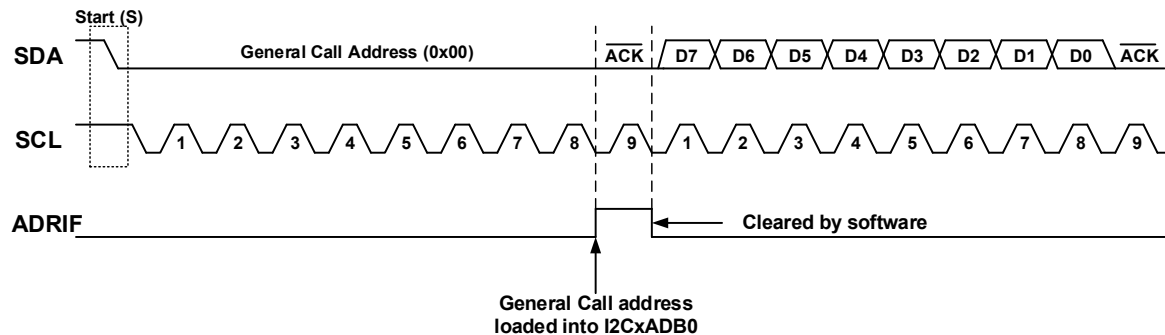 Start (S)
SDA General Call Address (0x00) ACK D7 D6 D5 D4 D3 D2 D1 D0 ACK
SCL 1 2 3 4 5 6 7 8 9 1 2 3 4 5 6 7 8 9
ADRIF Cleared by software
General Call address
loaded into I2CxADB0